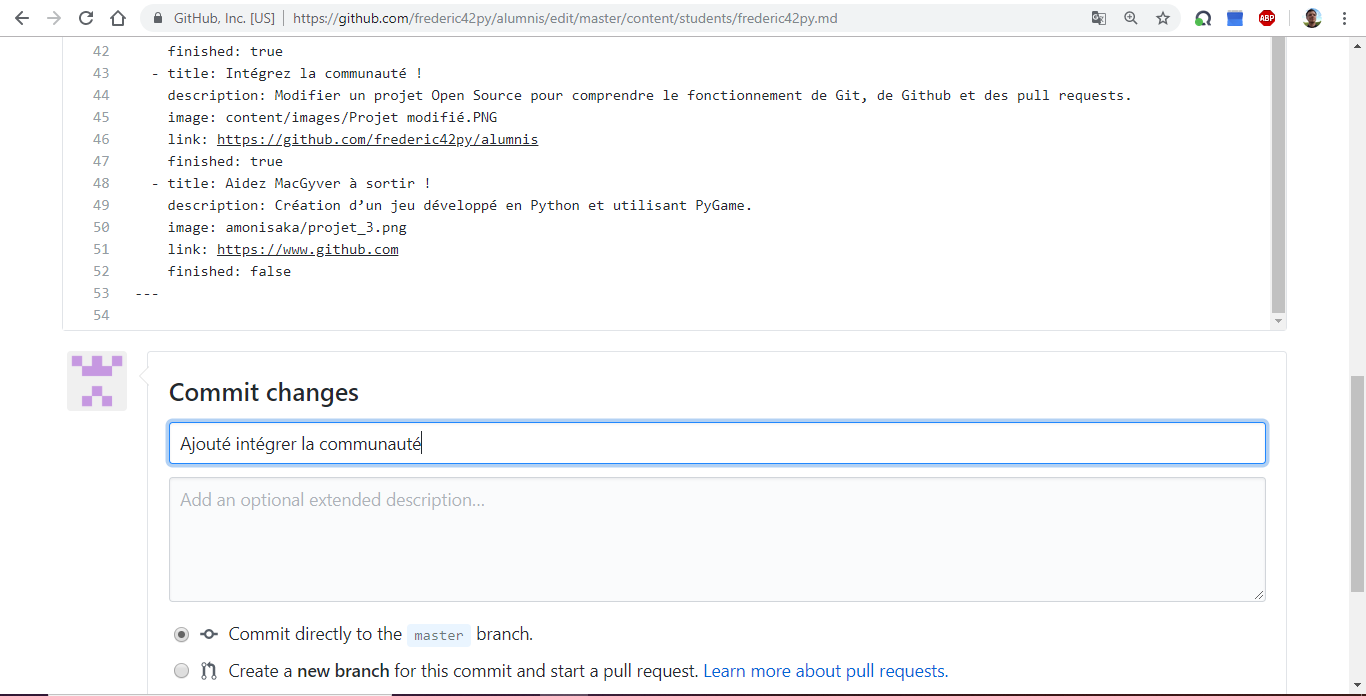 GitHub, Inc. [US] | https://github.com/frederic42py/alumnis/edit/master/content/students/frederic42py.md
ABP
42 finished: true
43 - title: Intégrez la communauté !
44 description: Modifier un projet Open Source pour comprendre le fonctionnement de Git, de Github et des pull requests.
45 image: content/images/Projet modifié.PNG
46 link: https://github.com/frederic42py/alumnis
47 finished: true
48 - title: Aidez MacGyver à sortir !
49 description: Création d’un jeu développé en Python et utilisant PyGame.
50 image: amonisaka/projet_3.png
51 link: https://www.github.com
52 finished: false
53 ---
54
Commit changes
Ajouté intégrer la communauté
Add an optional extended description...
Commit directly to the master branch.
Create a new branch for this commit and start a pull request. Learn more about pull requests.